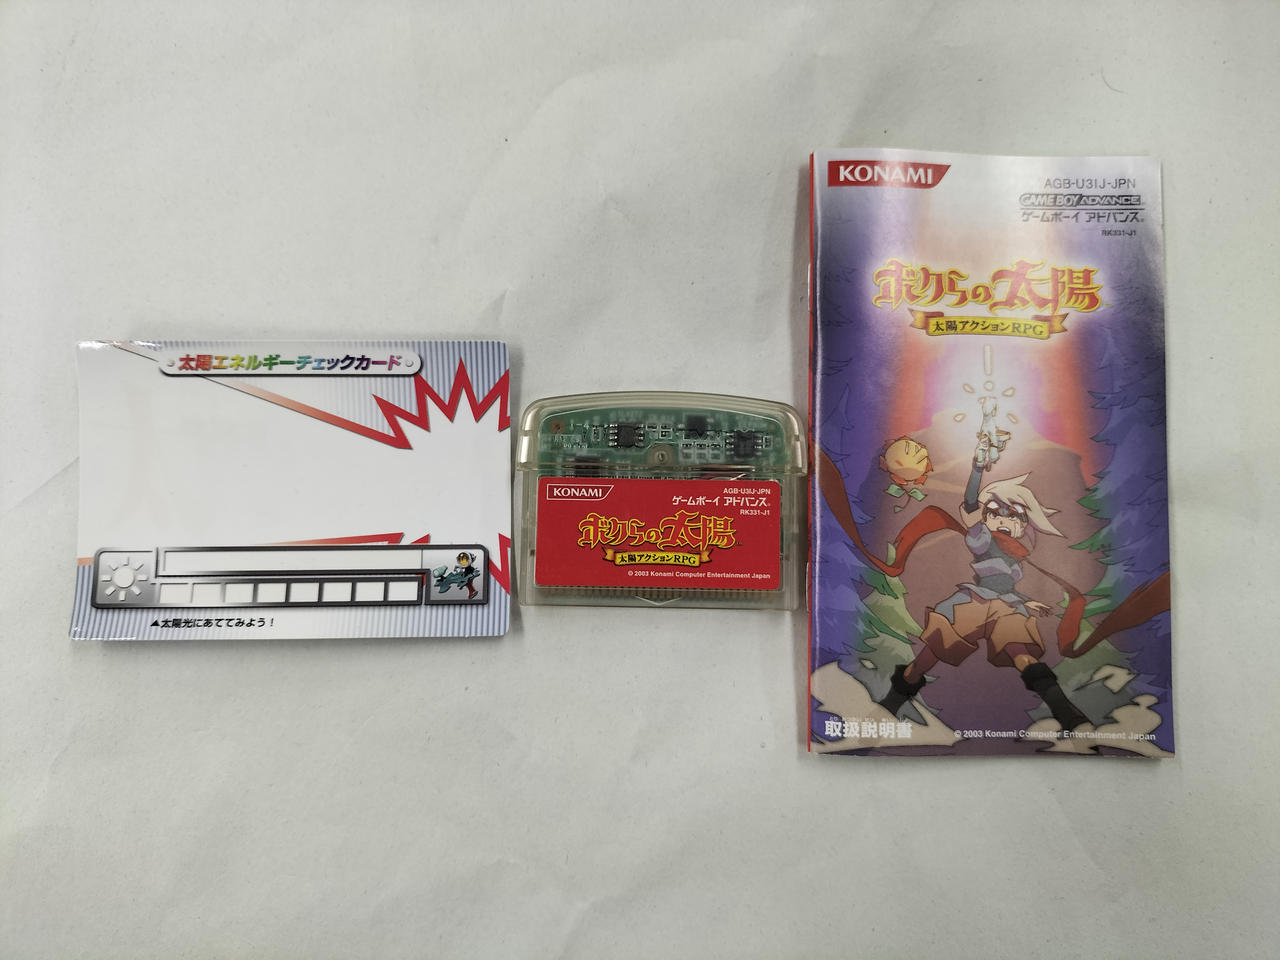 太陽エネルギーチェックカード
▲太陽光にあててみよう!
KONAMI
AGB-U3IJ-JPN
ゲームボーイ アドバンス®
RK331-J1
ボクらの太陽
太陽アクションRPG
© 2003 Konami Computer Entertainment Japan
KONAMI
AGB-U3IJ-JPN
GAME BOY ADVANCE
ゲームボーイ アドバンス®
RK331-J1
ボクらの太陽
太陽アクションRPG
取扱説明書
© 2003 Konami Computer Entertainment Japan